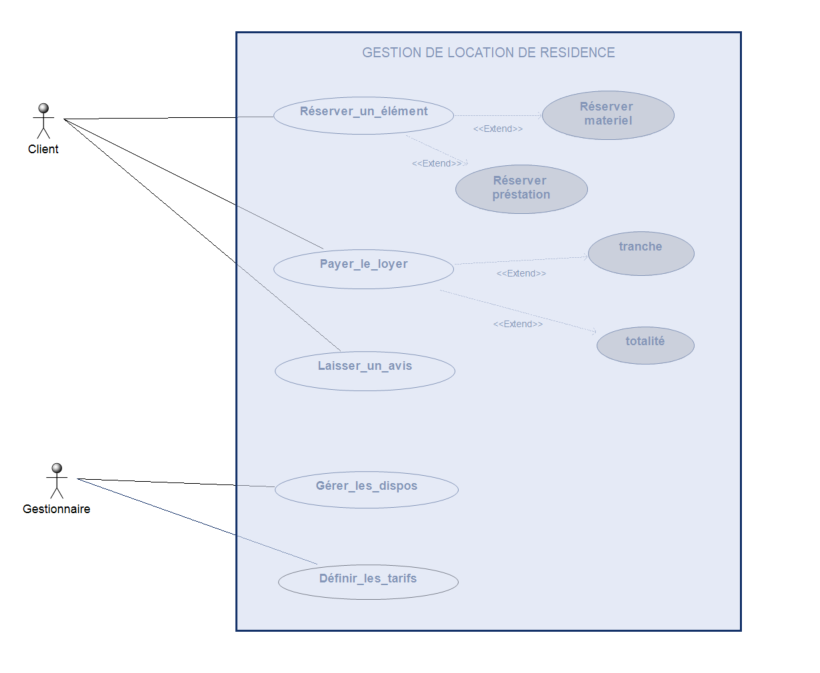 GESTION DE LOCATION DE RESIDENCE
Réserver_un_élément
Réserver
materiel
<<Extend>>
Client
<<Extend>>
Réserver
préstation
tranche
Payer_le_loyer
<<Extend>>
<<Extend>>
totalité
Laisser_un_avis
Gérer_les_dispos
Gestionnaire
Définir_les_tarifs